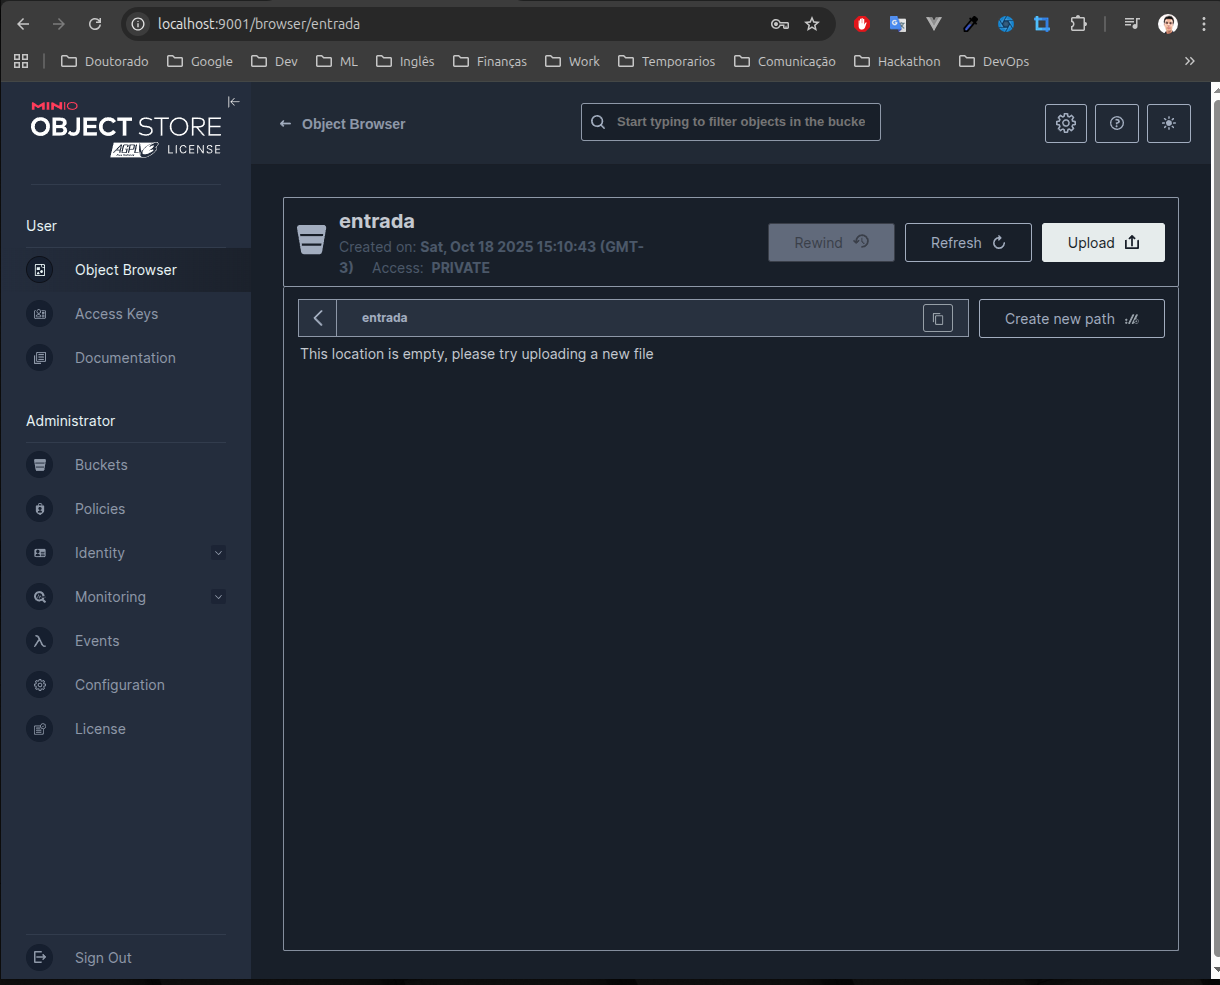 localhost:9001/browser/entrada
Doutorado
Google
Dev
ML
Inglês
Finanças
Work
Temporarios
Comunicação
Hackathon
DevOps
MINIO
OBJECT STORE
AGPL LICENSE
User
Object Browser
Access Keys
Documentation
Administrator
Buckets
Policies
Identity
Monitoring
Events
Configuration
License
Sign Out
Object Browser
Start typing to filter objects in the bucke
entrada
Created on: Sat, Oct 18 2025 15:10:43 (GMT-
3) Access: PRIVATE
Rewind
Refresh
Upload
entrada
Create new path
This location is empty, please try uploading a new file